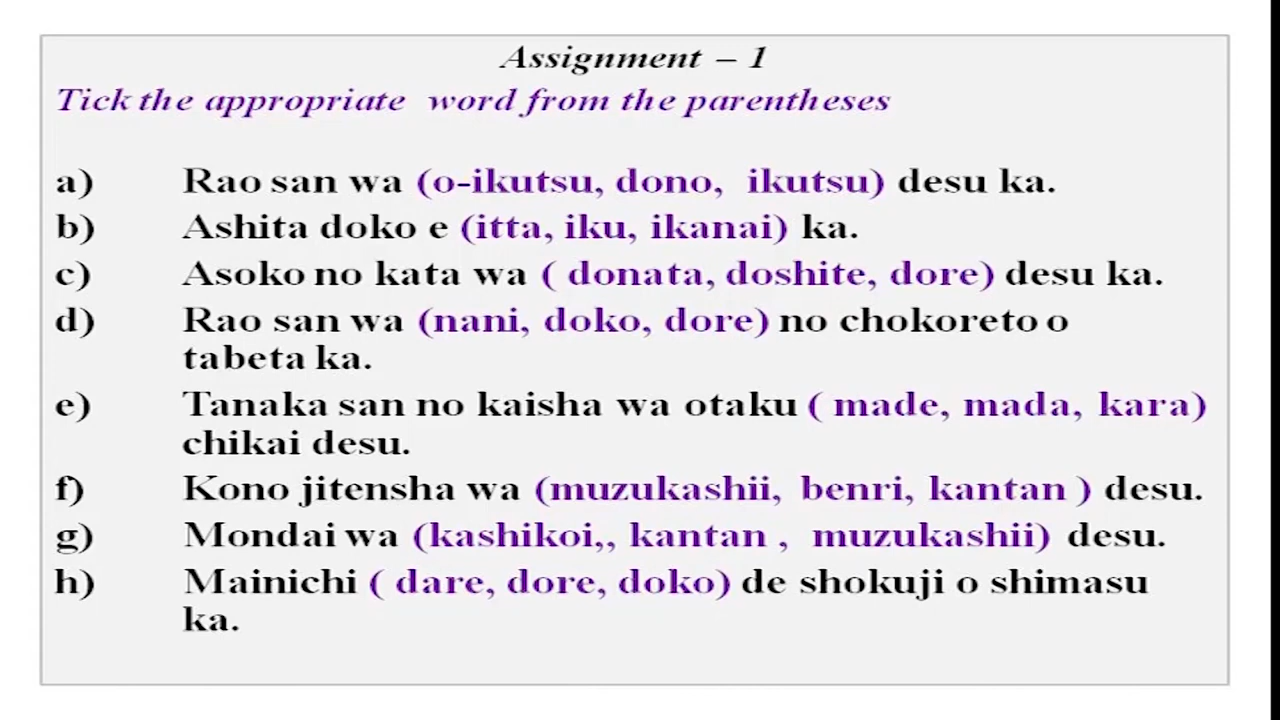 Assignment – 1
Tick the appropriate word from the parentheses
a) Rao san wa (o-ikutsu, dono, ikutsu) desu ka.
b) Ashita doko e (itta, iku, ikanai) ka.
c) Asoko no kata wa ( donata, doshite, dore) desu ka.
d) Rao san wa (nani, doko, dore) no chokoreto o
tabeta ka.
e) Tanaka san no kaisha wa otaku ( made, mada, kara)
chikai desu.
f) Kono jitensha wa (muzukashii, benri, kantan ) desu.
g) Mondai wa (kashikoi,, kantan , muzukashii) desu.
h) Mainichi ( dare, dore, doko) de shokuji o shimasu
ka.